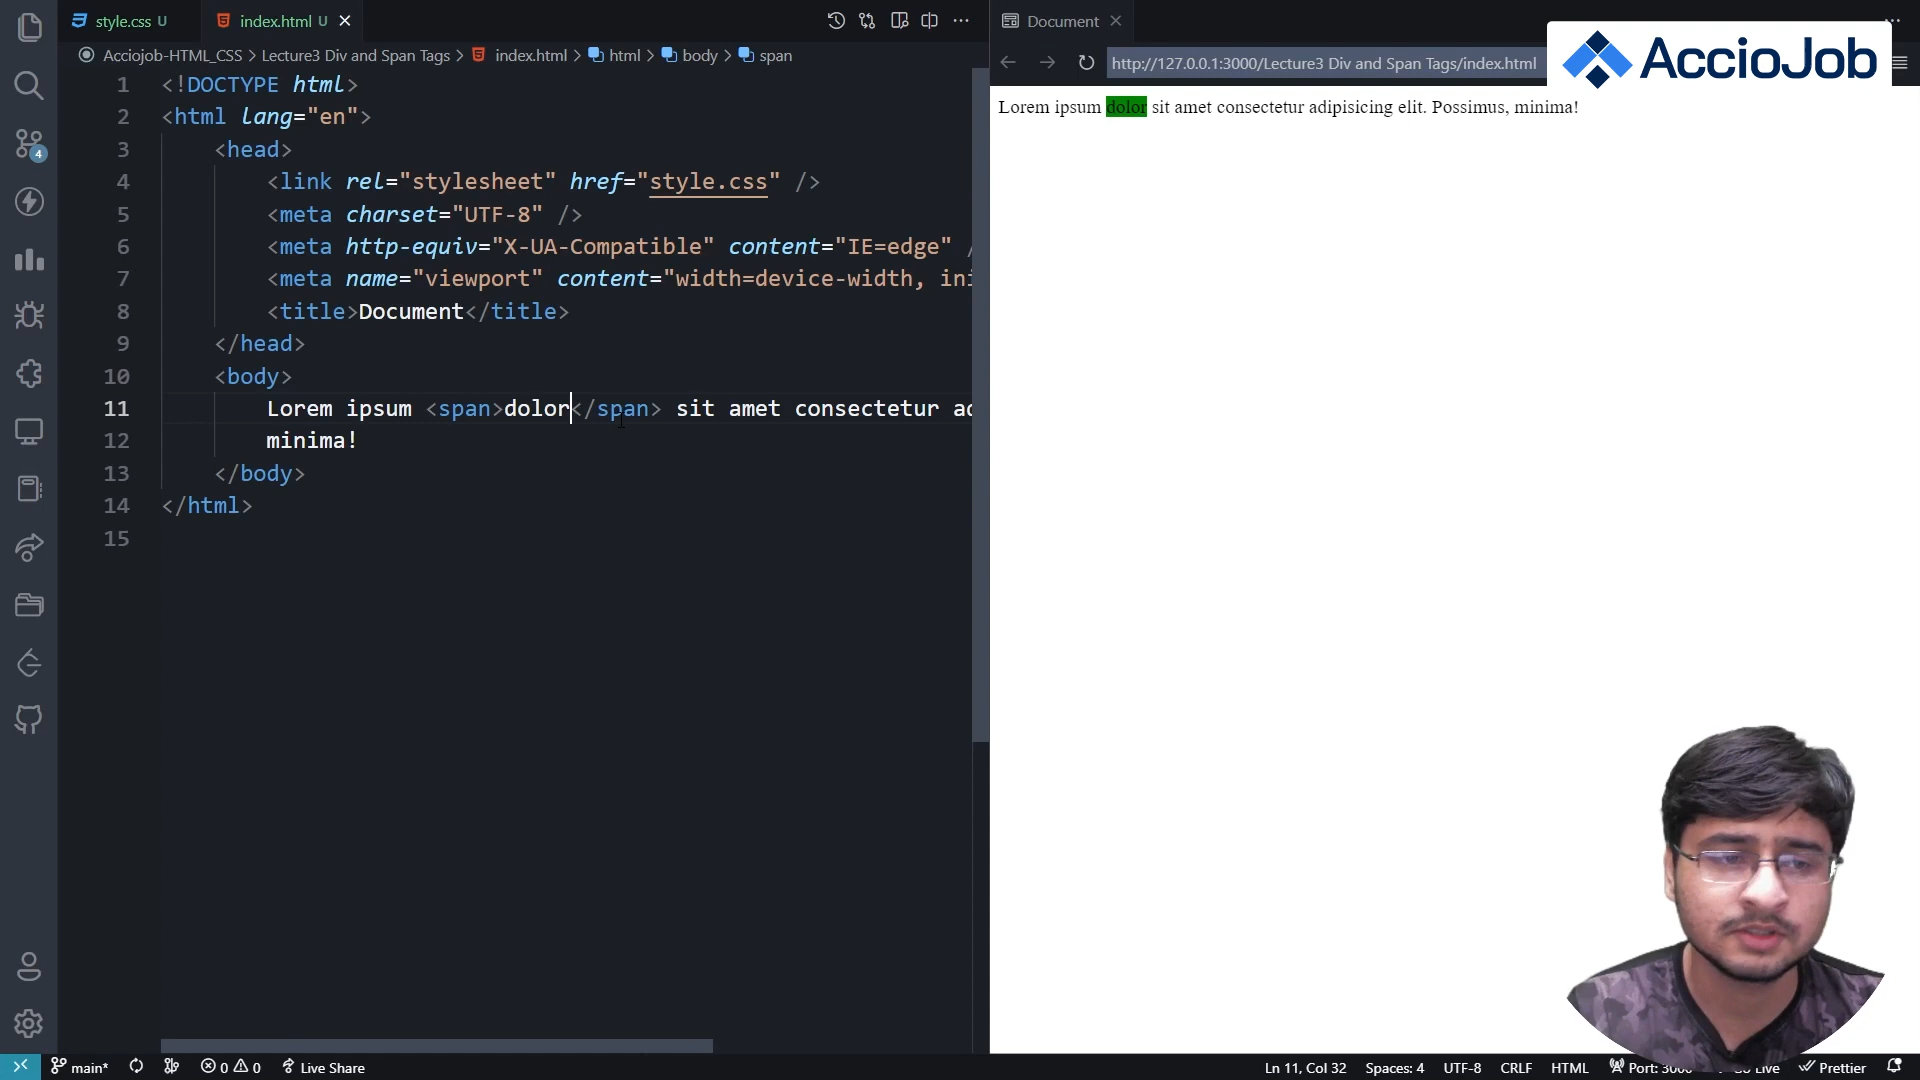 style.css U
index.html U
Document
Acciojob-HTML_CSS > Lecture3 Div and Span Tags > index.html > html > body > span
http://127.0.0.1:3000/Lecture3 Div and Span Tags/index.html
AccioJob
1 <!DOCTYPE html>
2 <html lang="en">
3 <head>
4 <link rel="stylesheet" href="style.css" />
5 <meta charset="UTF-8" />
6 <meta http-equiv="X-UA-Compatible" content="IE=edge" /
7 <meta name="viewport" content="width=device-width, ini
8 <title>Document</title>
9 </head>
10 <body>
11 Lorem ipsum <span>dolor</span> sit amet consectetur ad
12 minima!
13 </body>
14 </html>
15
Lorem ipsum dolor sit amet consectetur adipisicing elit. Possimus, minima!
4
main* 0 0 Live Share
Ln 11, Col 32 Spaces: 4 UTF-8 CRLF HTML Port: Live Prettier